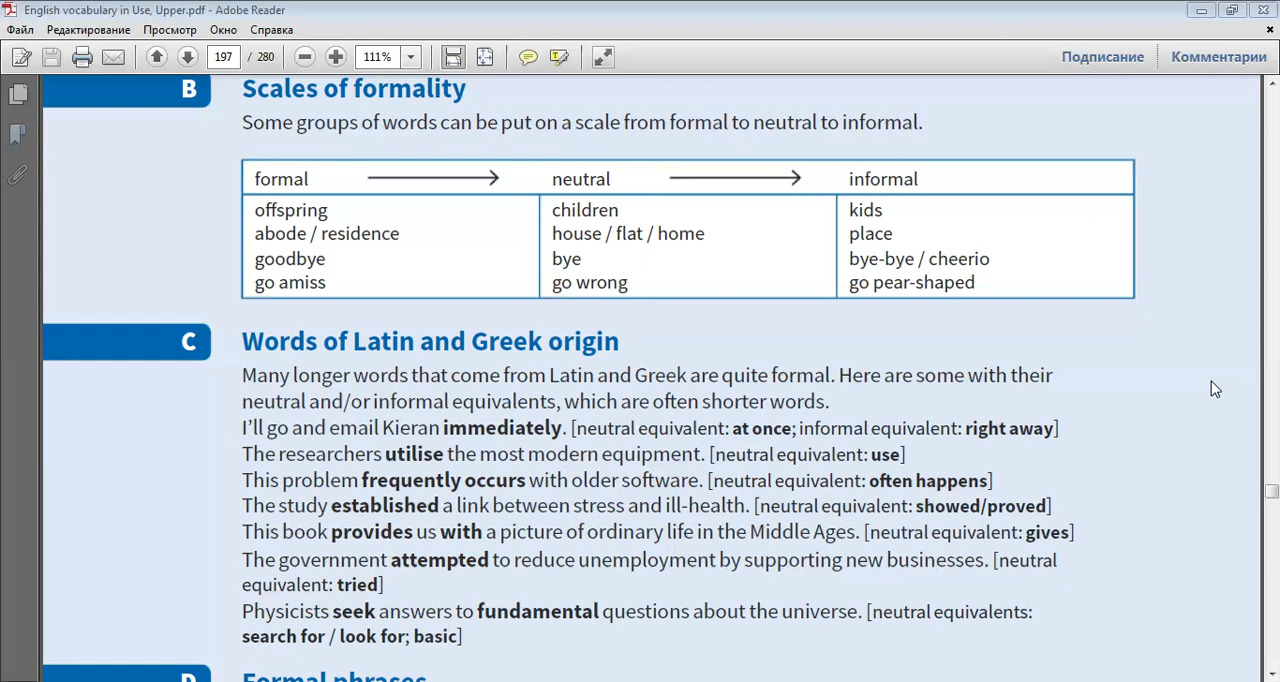 English vocabulary in Use, Upper.pdf - Adobe Reader
Файл Редактирование Просмотр Окно Справка
197 / 280 111% Подписание Комментарии
B Scales of formality
Some groups of words can be put on a scale from formal to neutral to informal.
formal neutral informal
offspring children kids
abode / residence house / flat / home place
goodbye bye bye-bye / cheerio
go amiss go wrong go pear-shaped
C Words of Latin and Greek origin
Many longer words that come from Latin and Greek are quite formal. Here are some with their
neutral and/or informal equivalents, which are often shorter words.
I'll go and email Kieran immediately. [neutral equivalent: at once; informal equivalent: right away]
The researchers utilise the most modern equipment. [neutral equivalent: use]
This problem frequently occurs with older software. [neutral equivalent: often happens]
The study established a link between stress and ill-health. [neutral equivalent: showed/proved]
This book provides us with a picture of ordinary life in the Middle Ages. [neutral equivalent: gives]
The government attempted to reduce unemployment by supporting new businesses. [neutral
equivalent: tried]
Physicists seek answers to fundamental questions about the universe. [neutral equivalents:
search for / look for; basic]
D Formal phrases